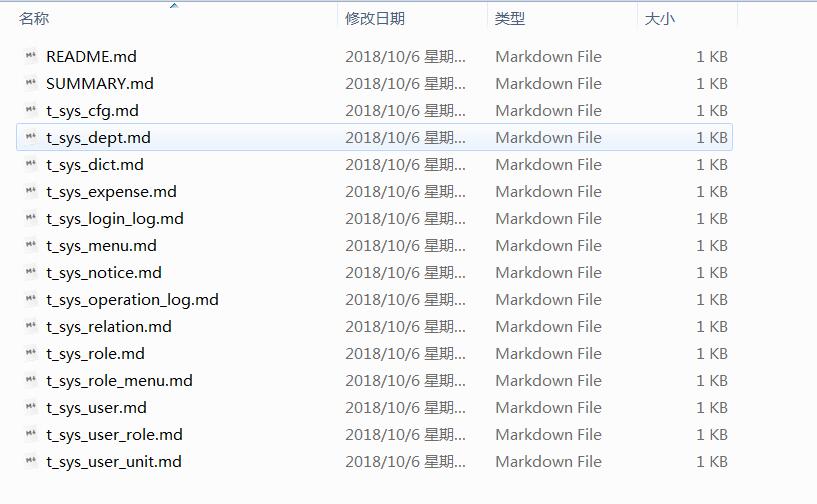 名称 修改日期 类型 大小
README.md 2018/10/6 星期... Markdown File 1 KB
SUMMARY.md 2018/10/6 星期... Markdown File 1 KB
t_sys_cfg.md 2018/10/6 星期... Markdown File 1 KB
t_sys_dept.md 2018/10/6 星期... Markdown File 1 KB
t_sys_dict.md 2018/10/6 星期... Markdown File 1 KB
t_sys_expense.md 2018/10/6 星期... Markdown File 1 KB
t_sys_login_log.md 2018/10/6 星期... Markdown File 1 KB
t_sys_menu.md 2018/10/6 星期... Markdown File 1 KB
t_sys_notice.md 2018/10/6 星期... Markdown File 1 KB
t_sys_operation_log.md 2018/10/6 星期... Markdown File 1 KB
t_sys_relation.md 2018/10/6 星期... Markdown File 1 KB
t_sys_role.md 2018/10/6 星期... Markdown File 1 KB
t_sys_role_menu.md 2018/10/6 星期... Markdown File 1 KB
t_sys_user.md 2018/10/6 星期... Markdown File 1 KB
t_sys_user_role.md 2018/10/6 星期... Markdown File 1 KB
t_sys_user_unit.md 2018/10/6 星期... Markdown File 1 KB